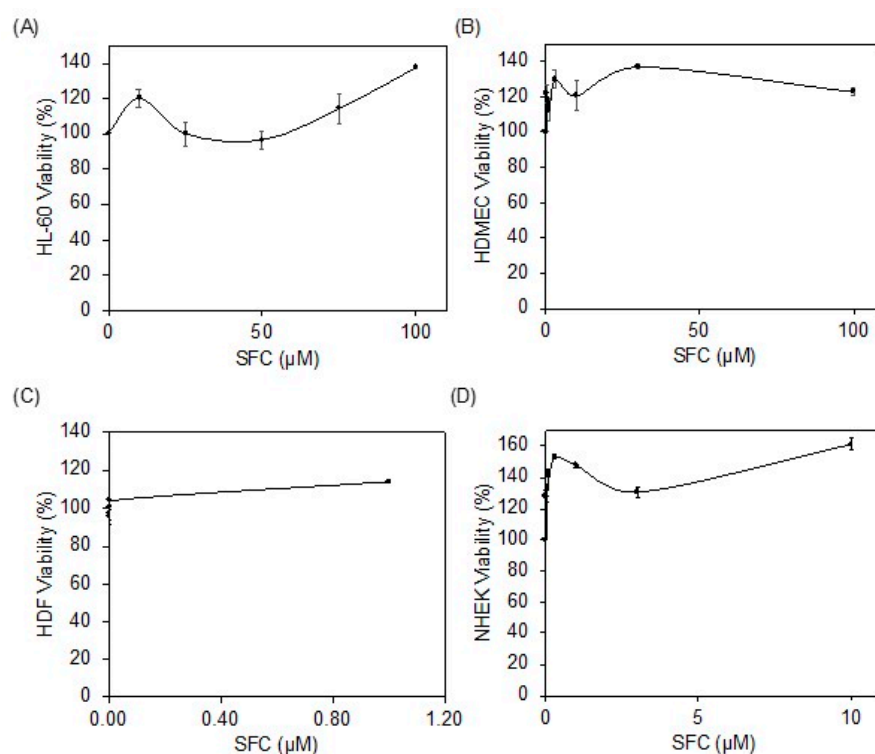 (A)
140
120
100
80
60
40
20
0
HL-60 Viability (%)
0 50 100
SFC (µM)
(B)
140
120
100
80
60
40
20
0
HDMEC Viability (%)
0 50 100
SFC (µM)
(C)
140
120
100
80
60
40
20
0
HDF Viability (%)
0.00 0.40 0.80 1.20
SFC (µM)
(D)
160
140
120
100
80
60
40
20
0
NHEK Viability (%)
0 5 10
SFC (µM)